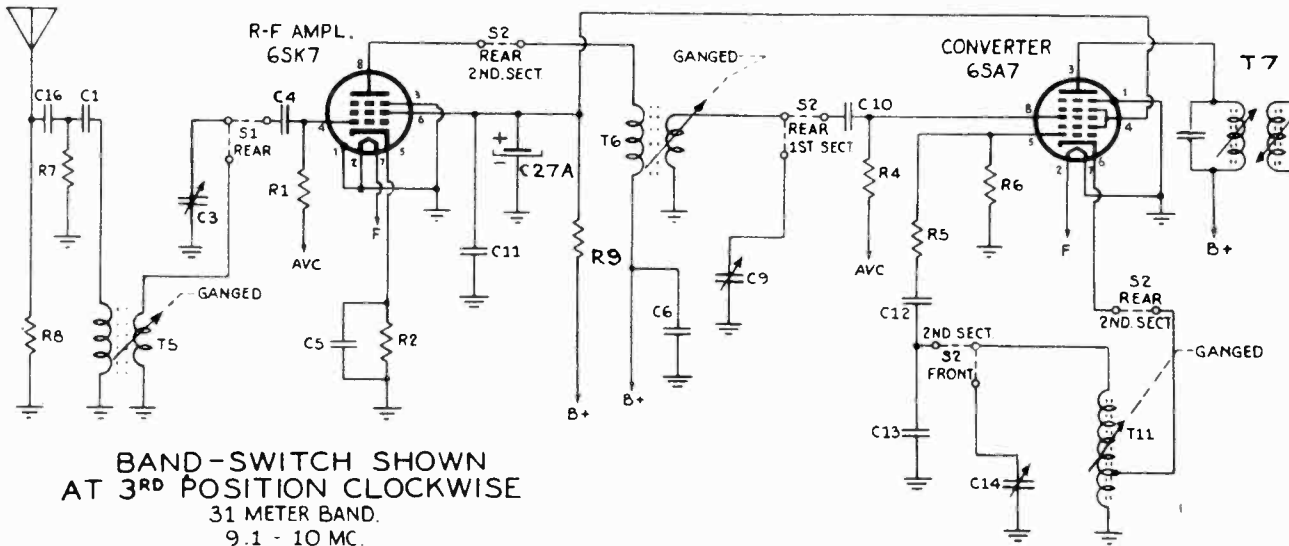 R-F AMPL.
6SK7
S2
REAR
2ND. SECT
GANGED
CONVERTER
6SA7
T7
C16
C1
C4
S1
REAR
R7
R1
AVC
C3
8
3
6
4
1
2
7
5
F
C27A
+
-
C11
R9
T6
S2
REAR
1ST SECT
C10
R4
AVC
C9
C6
3
1
8
4
5
2
7
6
F
R6
R5
C12
B+
S2
REAR
2ND. SECT
GANGED
R8
T5
GANGED
C5
R2
B+
B+
2ND SECT
S2
FRONT
C13
C14
T11
BAND-SWITCH SHOWN
AT 3RD POSITION CLOCKWISE
31 METER BAND.
9.1 - 10 MC.